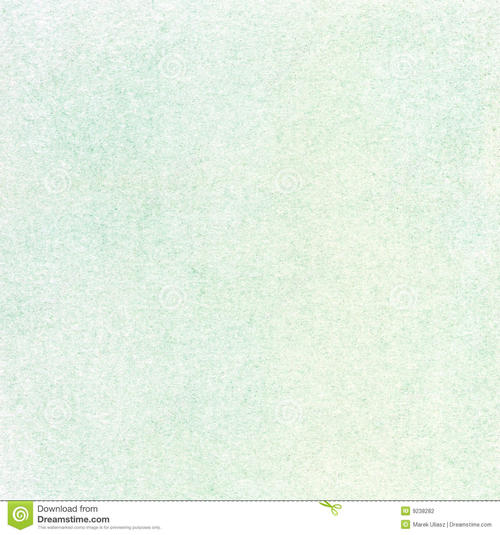 Download from
Dreamstime.com
This watermarked comp image is for previewing purposes only.
9238282
Marek Uliasz | Dreamstime.com